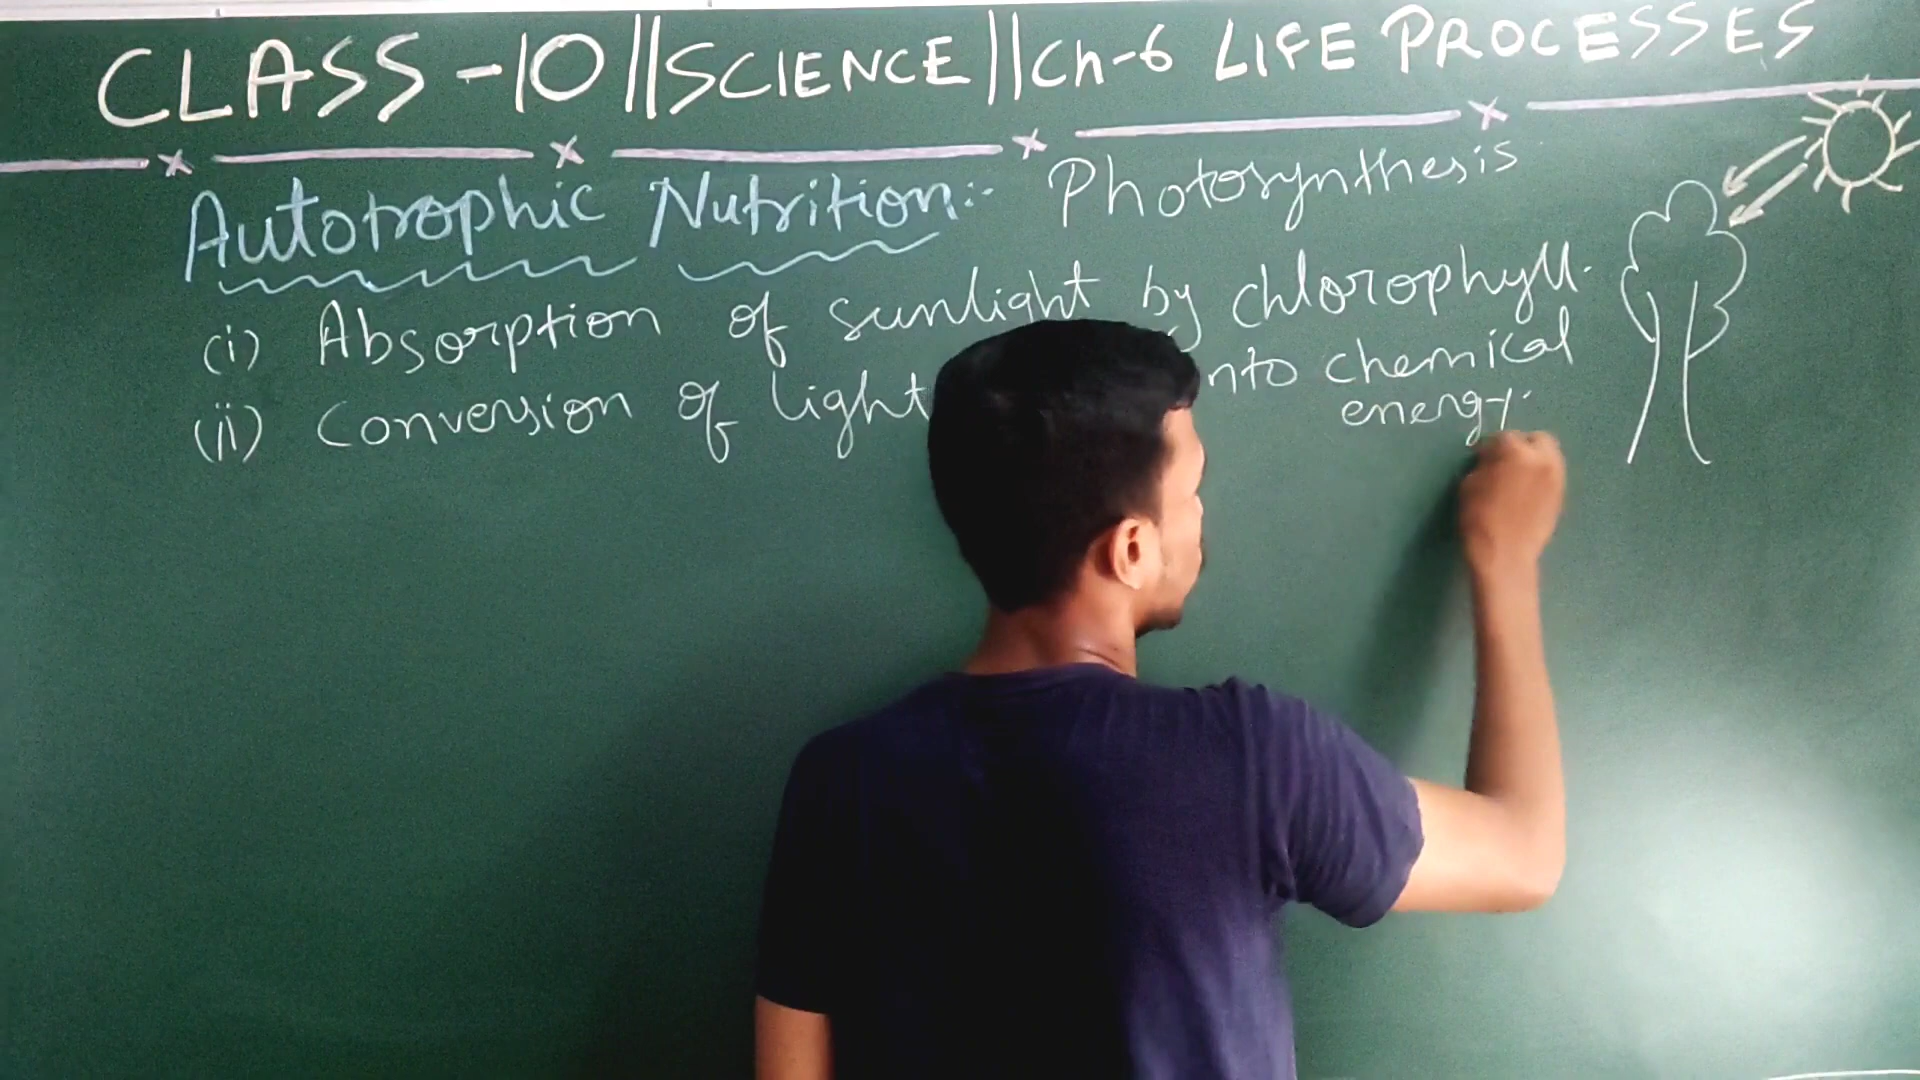 CLASS-10||SCIENCE||Ch-6 LIFE PROCESSES
Autotrophic Nutrition:- Photosynthesis
(i) Absorption of sunlight by chlorophyll.
(ii) Conversion of light nto chemical
energy.